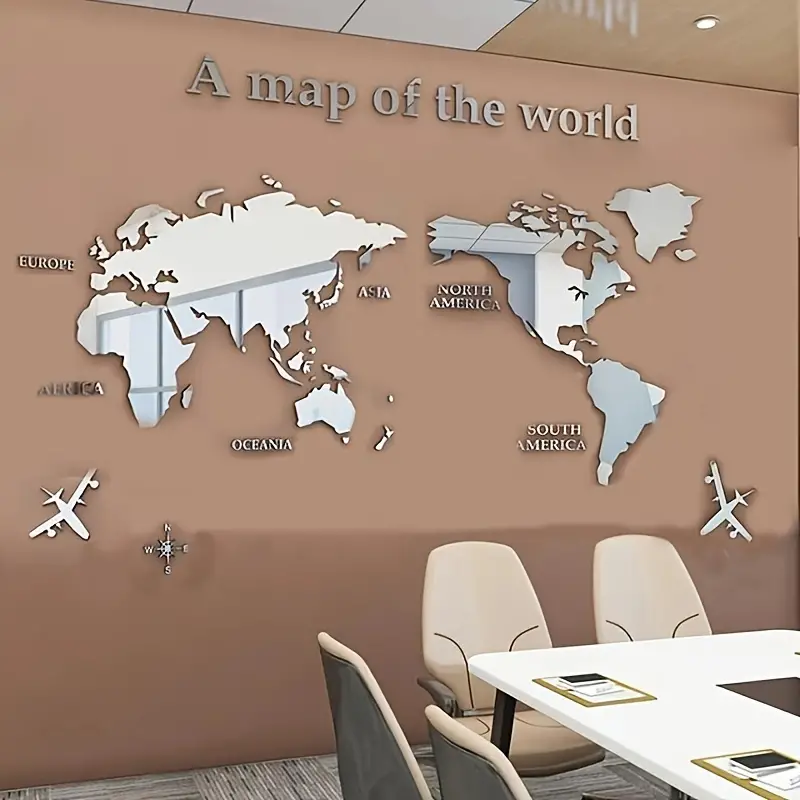 A map of the world
EUROPE
ASIA
NORTH
AMERICA
AFRICA
OCEANIA
SOUTH
AMERICA
N
W E
S